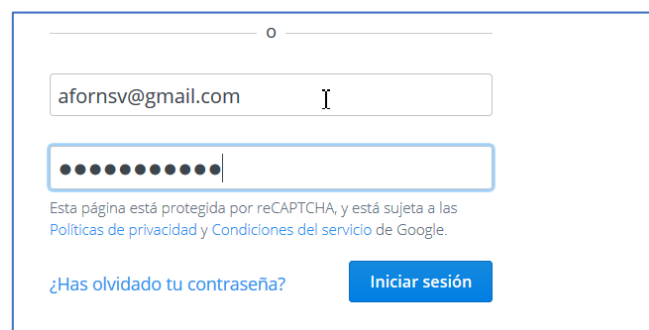 o
afornsv@gmail.com
●●●●●●●●●●●
Esta página está protegida por reCAPTCHA, y está sujeta a las
Políticas de privacidad y Condiciones del servicio de Google.
¿Has olvidado tu contraseña?
Iniciar sesión